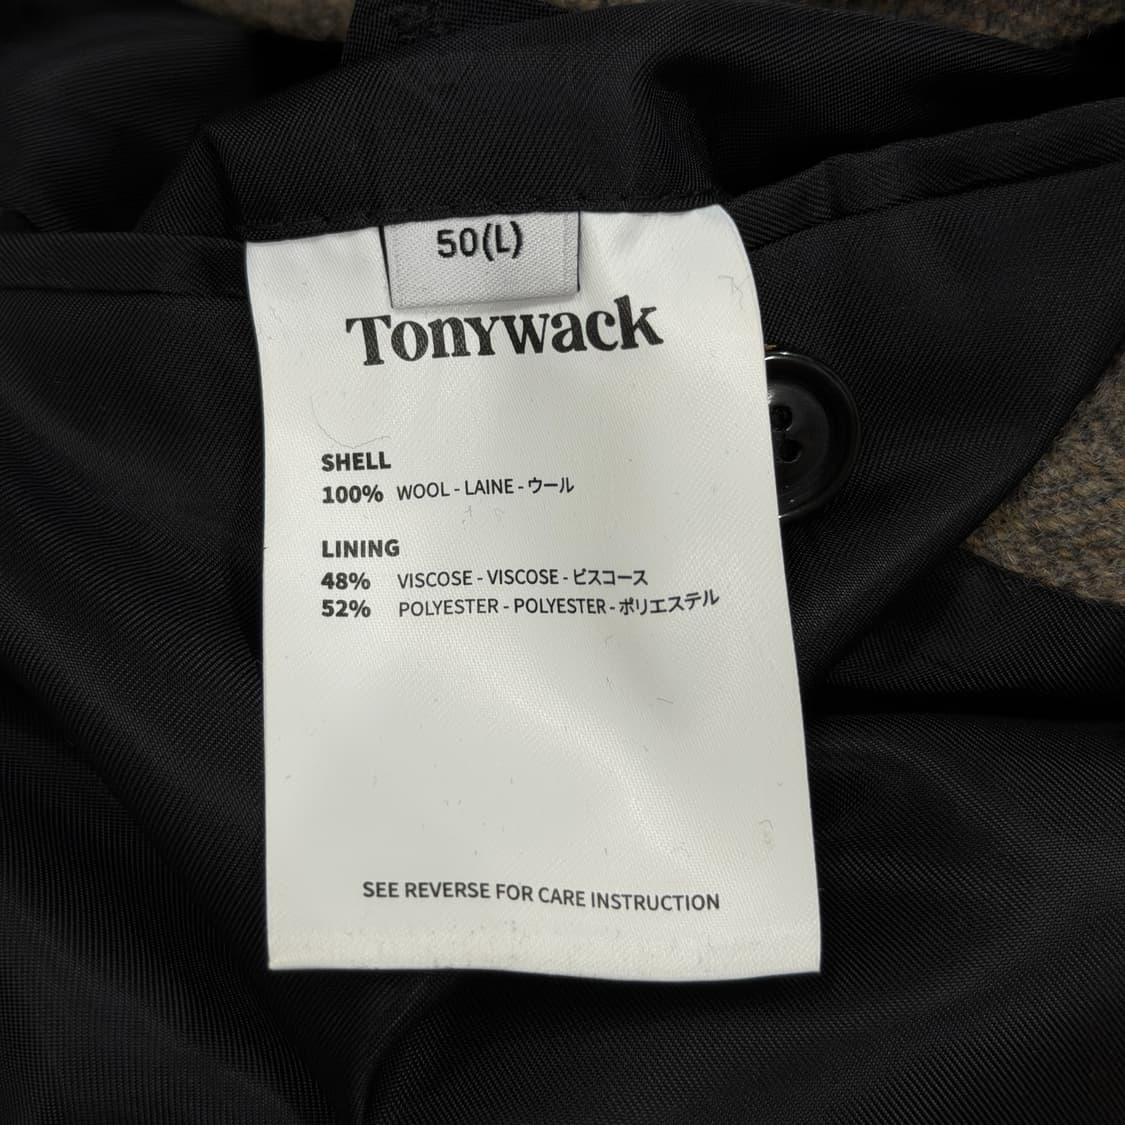 50(L)
Tonywack
SHELL
100% WOOL - LAINE - ウール
LINING
48% VISCOSE - VISCOSE - ビスコース
52% POLYESTER - POLYESTER - ポリエステル
SEE REVERSE FOR CARE INSTRUCTION